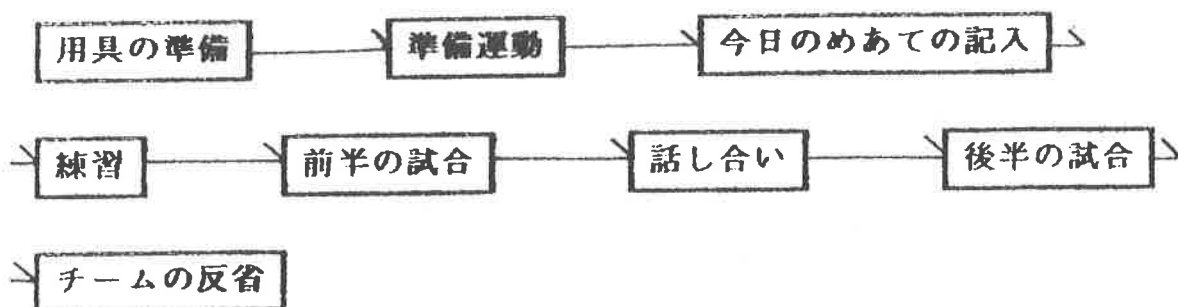 用具の準備 準備運動 今日のめあての記入
練習 前半の試合 話し合い 後半の試合
チームの反省